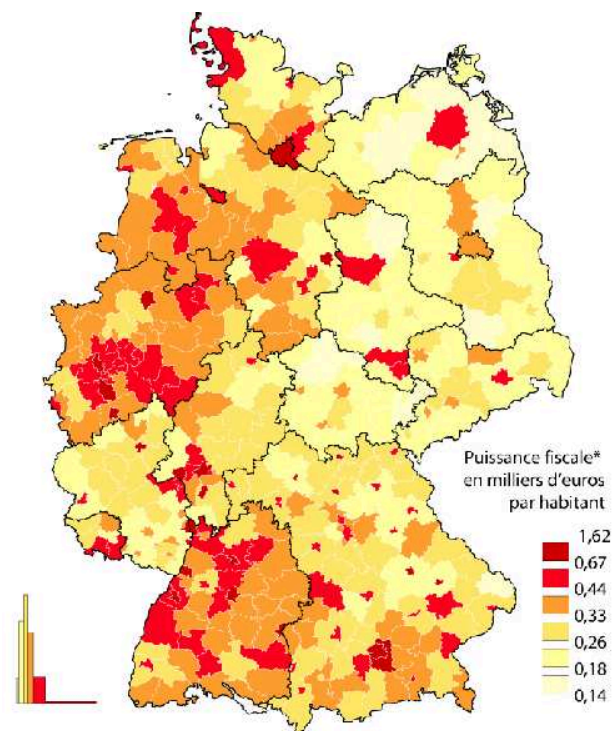 Puissance fiscale*
en milliers d'euros
par habitant
1,62
0,67
0,44
0,33
0,26
0,18
0,14